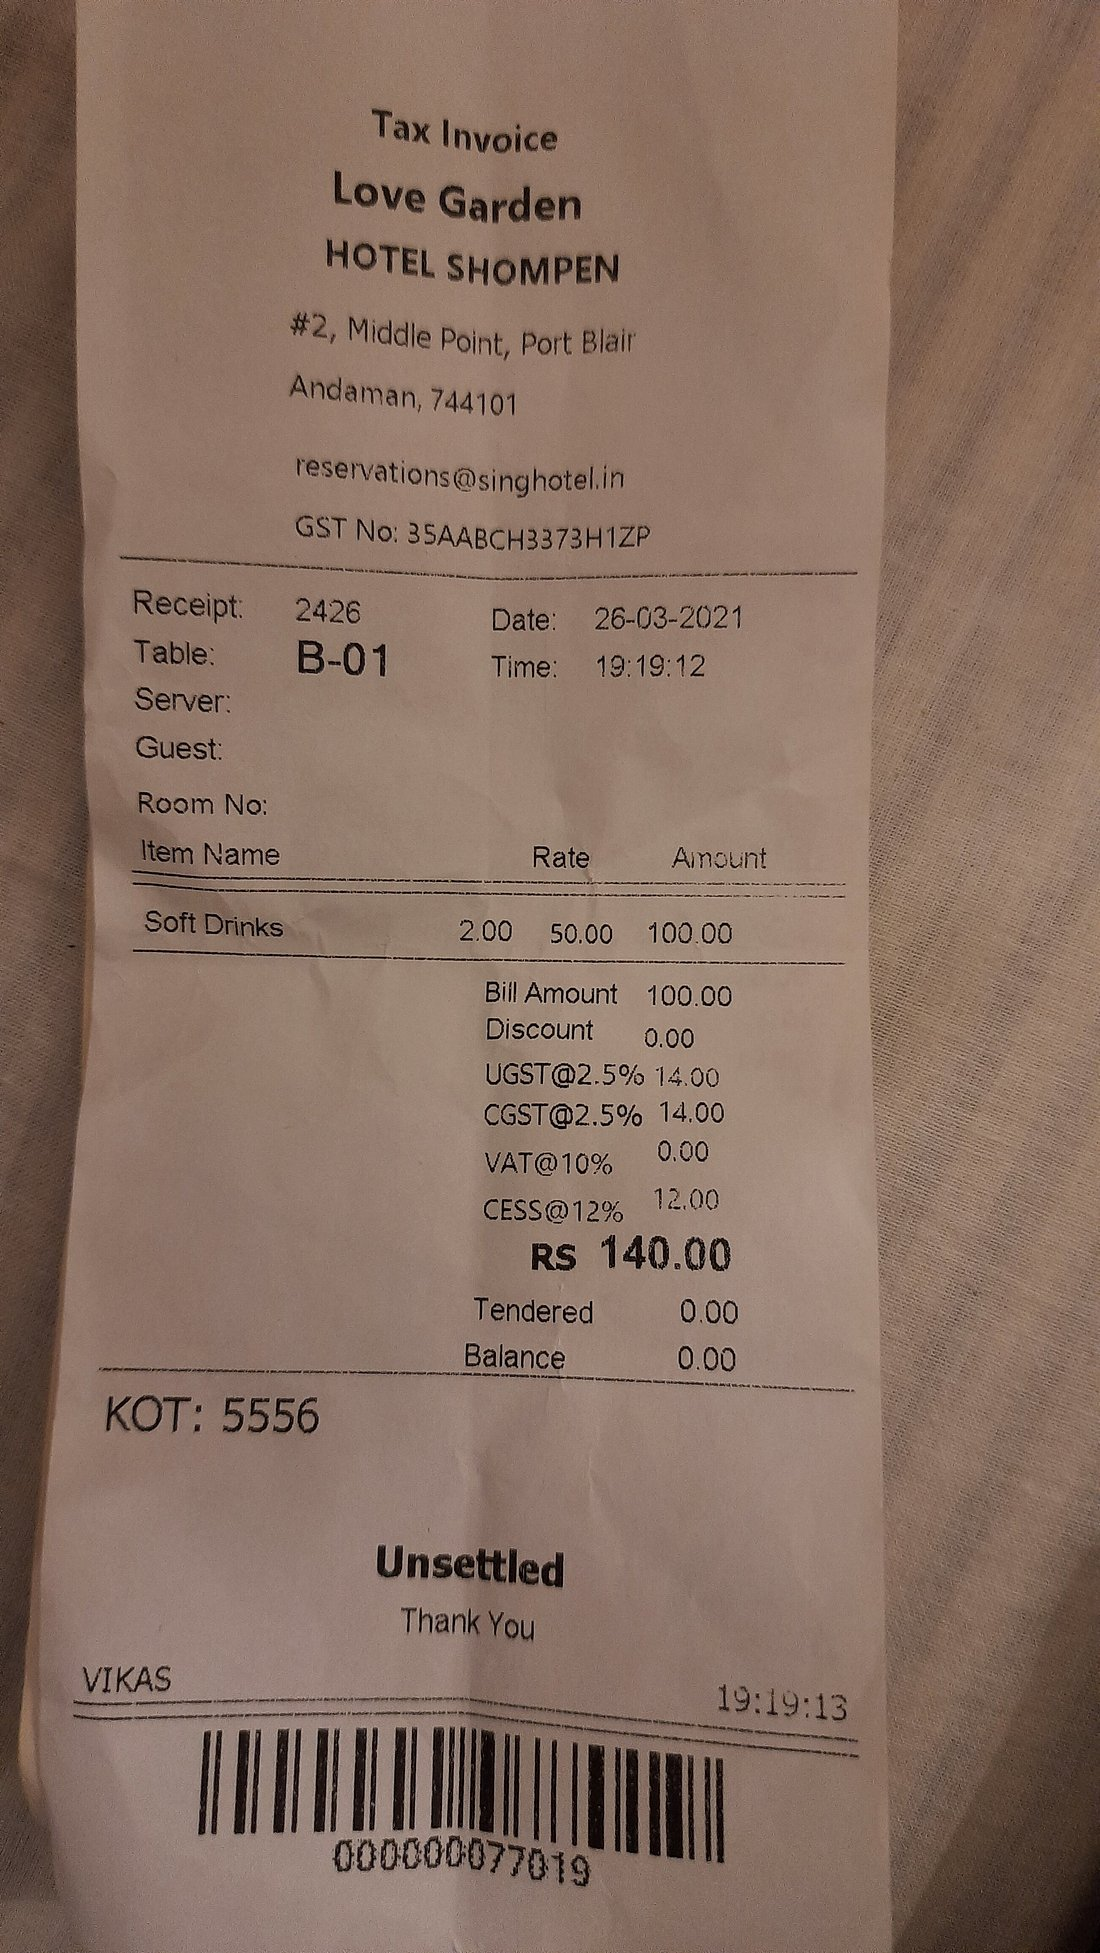 Tax Invoice
Love Garden
HOTEL SHOMPEN
#2, Middle Point, Port Blair
Andaman, 744101
reservations@singhotel.in
GST No: 35AABCH3373H1ZP
Receipt: 2426 Date: 26-03-2021
Table: B-01 Time: 19:19:12
Server:
Guest:
Room No:
Item Name Rate Amount
Soft Drinks 2.00 50.00 100.00
Bill Amount 100.00
Discount 0.00
UGST@2.5% 14.00
CGST@2.5% 14.00
VAT@10% 0.00
CESS@12% 12.00
RS 140.00
Tendered 0.00
Balance 0.00
KOT: 5556
Unsettled
Thank You
VIKAS 19:19:13
000000077019